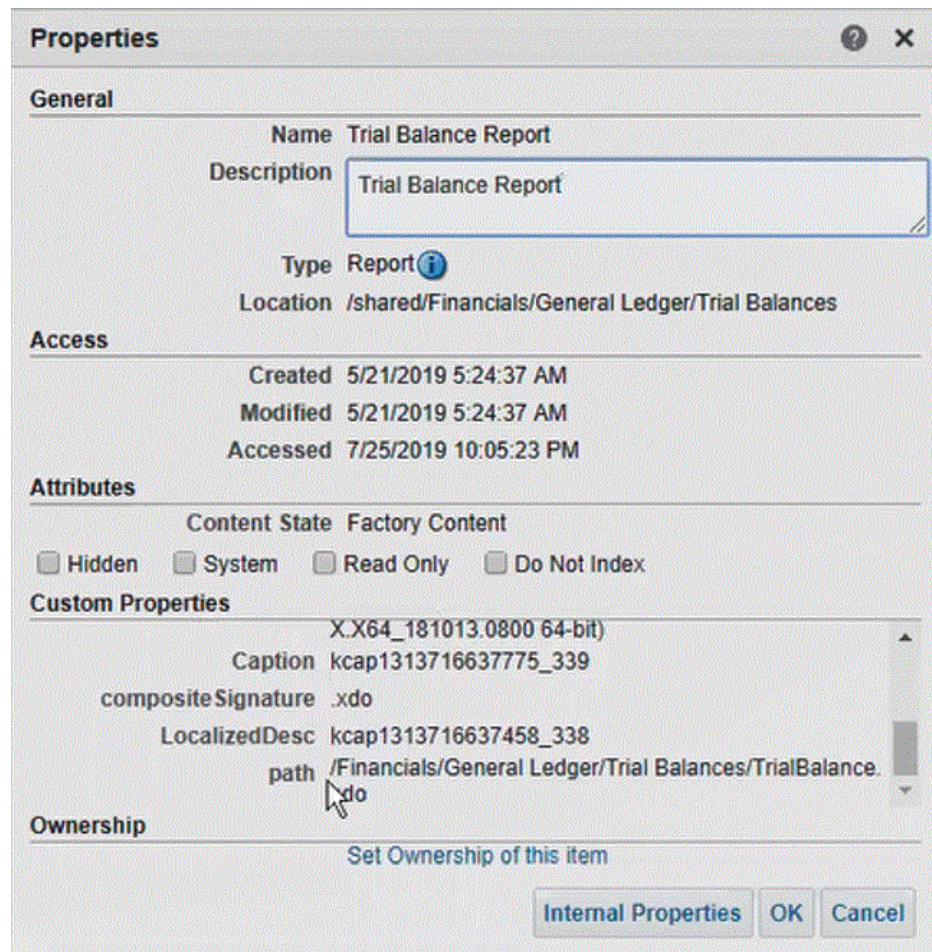 Properties
General
Name Trial Balance Report
Description Trial Balance Report
Type Report
Location /shared/Financials/General Ledger/Trial Balances
Access
Created 5/21/2019 5:24:37 AM
Modified 5/21/2019 5:24:37 AM
Accessed 7/25/2019 10:05:23 PM
Attributes
Content State Factory Content
Hidden System Read Only Do Not Index
Custom Properties
X.X64_181013.0800 64-bit)
Caption kcap1313716637775_339
compositeSignature .xdo
LocalizedDesc kcap1313716637458_338
path /Financials/General Ledger/Trial Balances/TrialBalance.
do
Ownership
Set Ownership of this item
Internal Properties OK Cancel